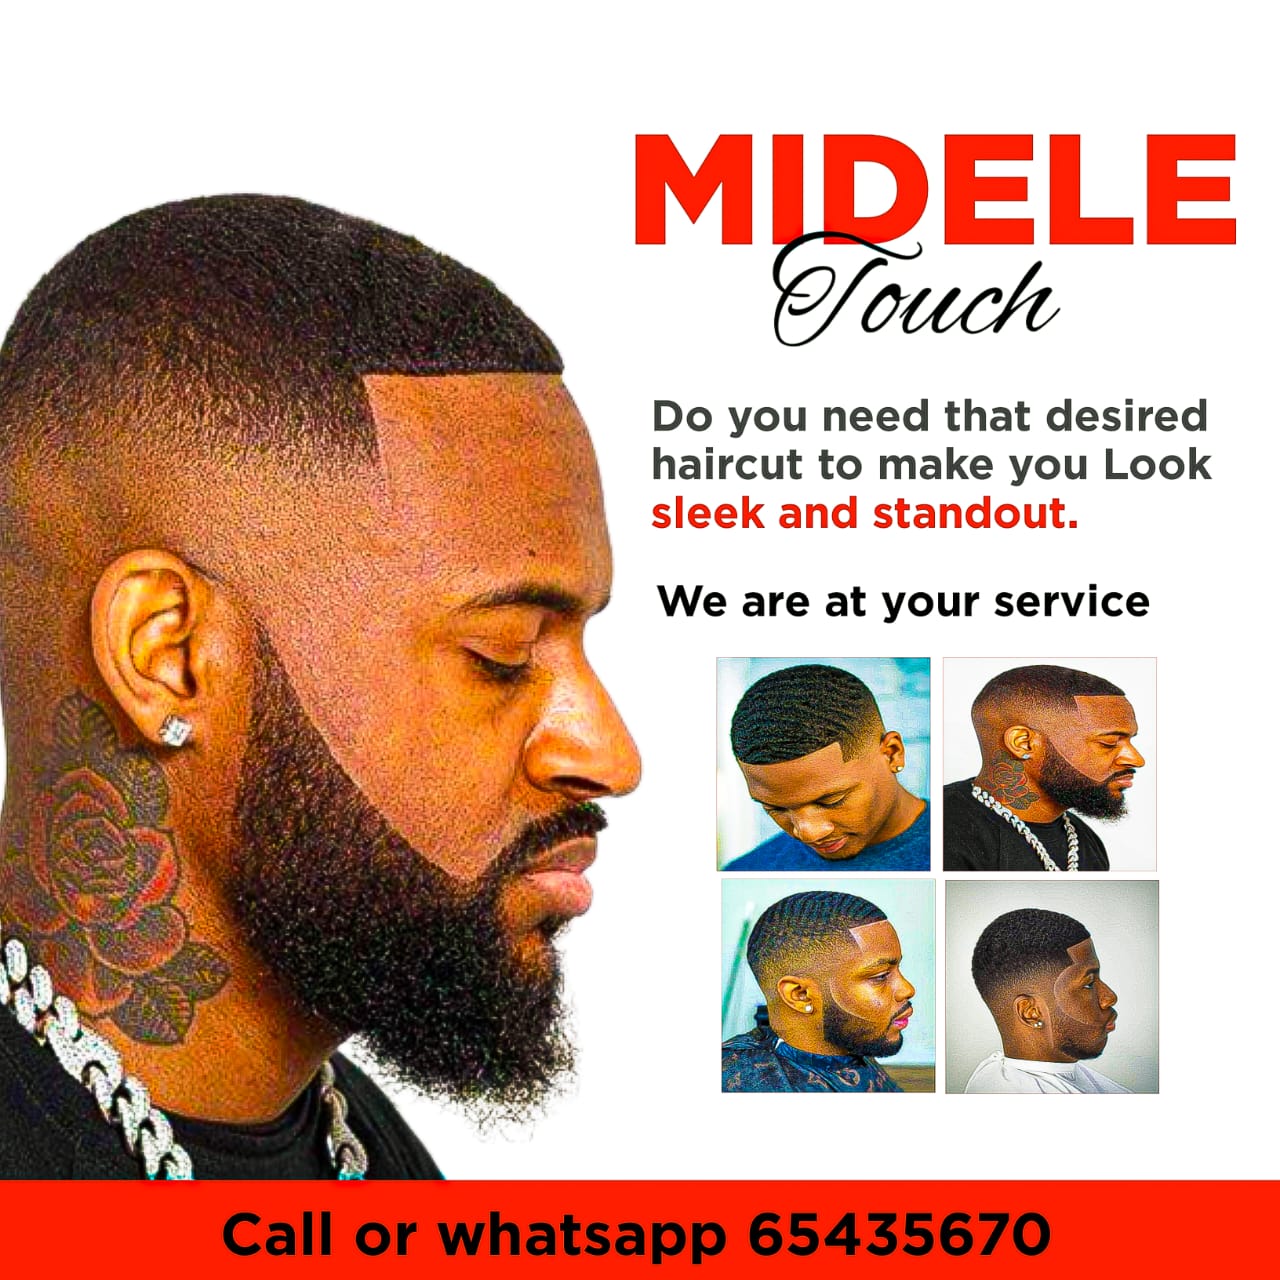 MIDELE
Touch
Do you need that desired
haircut to make you Look
sleek and standout.
We are at your service
Call or whatsapp 65435670